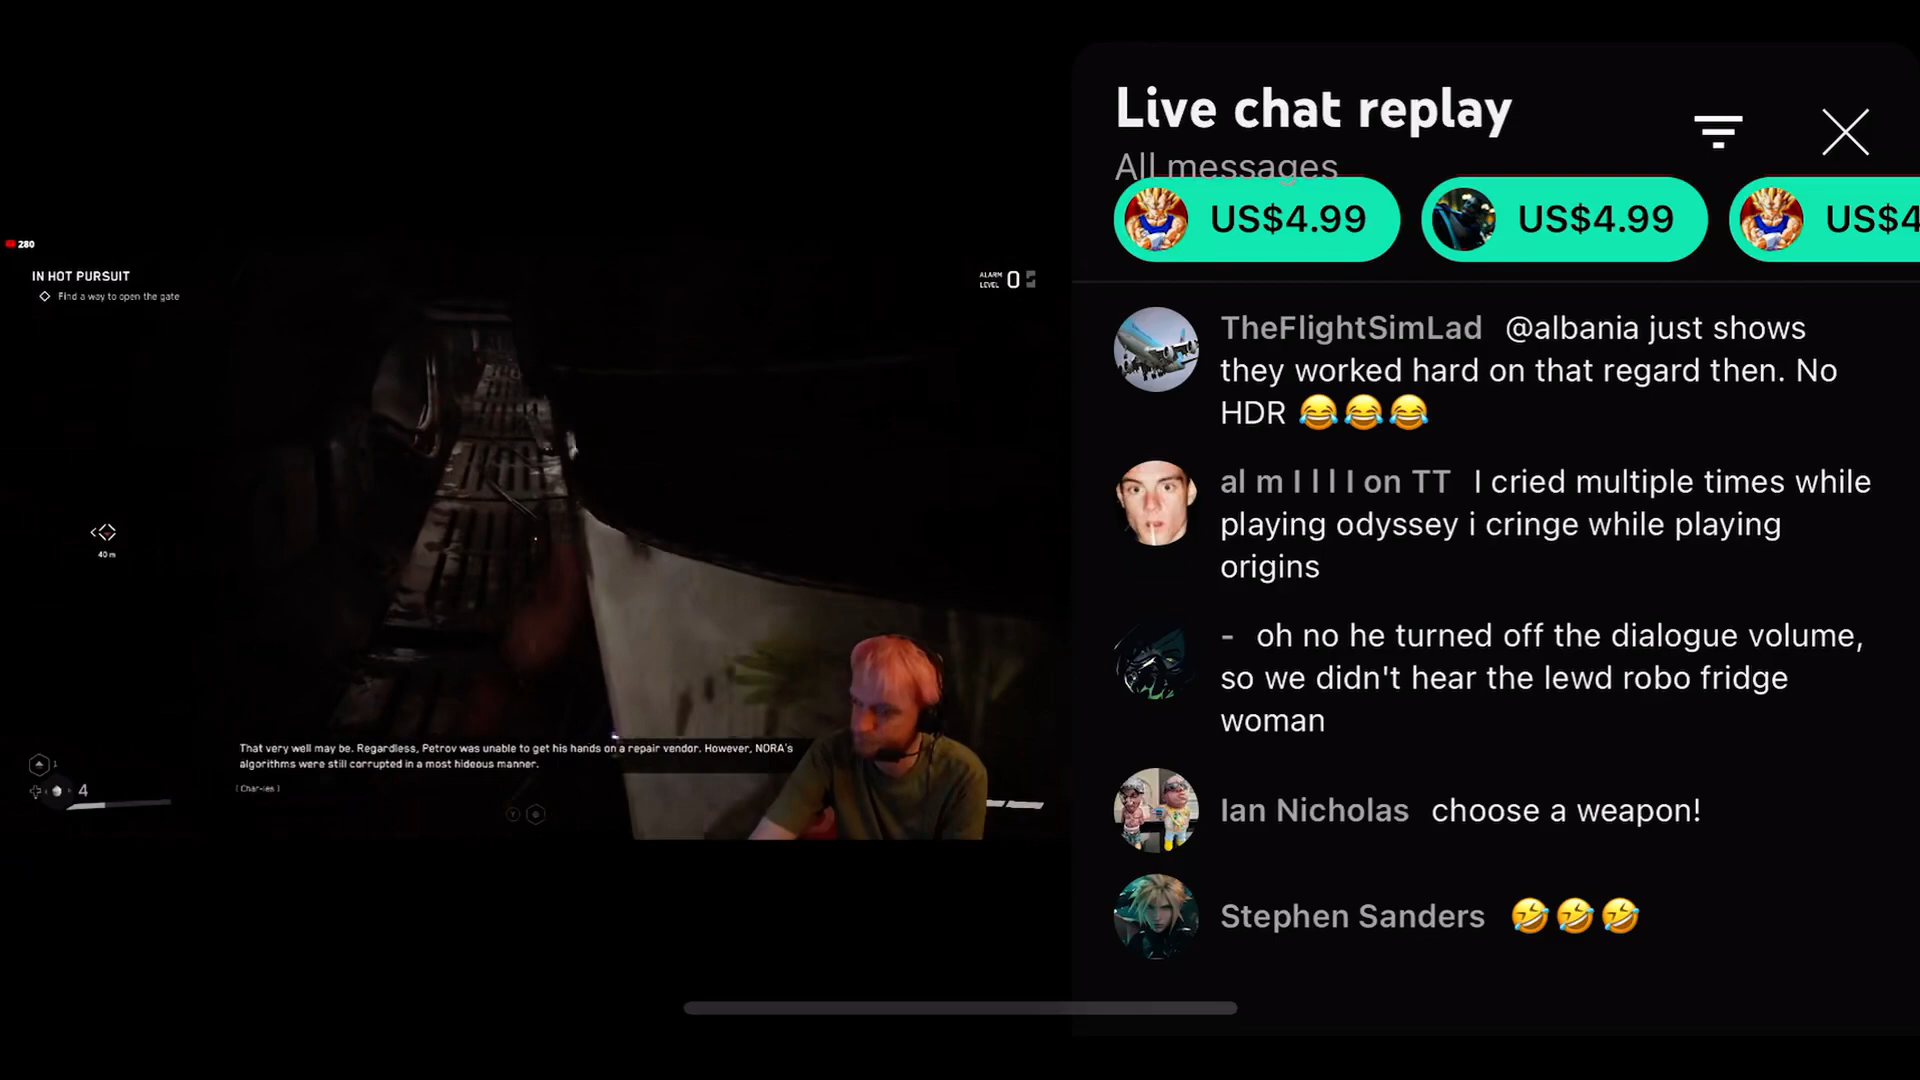 280
IN HOT PURSUIT
Find a way to open the gate
ALARM
LEVEL 0
40 m
That very well may be. Regardless, Petrov was unable to get his hands on a repair vendor. However, NORA's
algorithms were still corrupted in a most hideous manner.
[ Char-les ]
1
4
Y
Live chat replay
All messages
US$4.99
US$4.99
US$4
TheFlightSimLad @albania just shows
they worked hard on that regard then. No
HDR 😂😂😂
al m I l l l on TT I cried multiple times while
playing odyssey i cringe while playing
origins
- oh no he turned off the dialogue volume,
so we didn't hear the lewd robo fridge
woman
Ian Nicholas choose a weapon!
Stephen Sanders 🤣🤣🤣